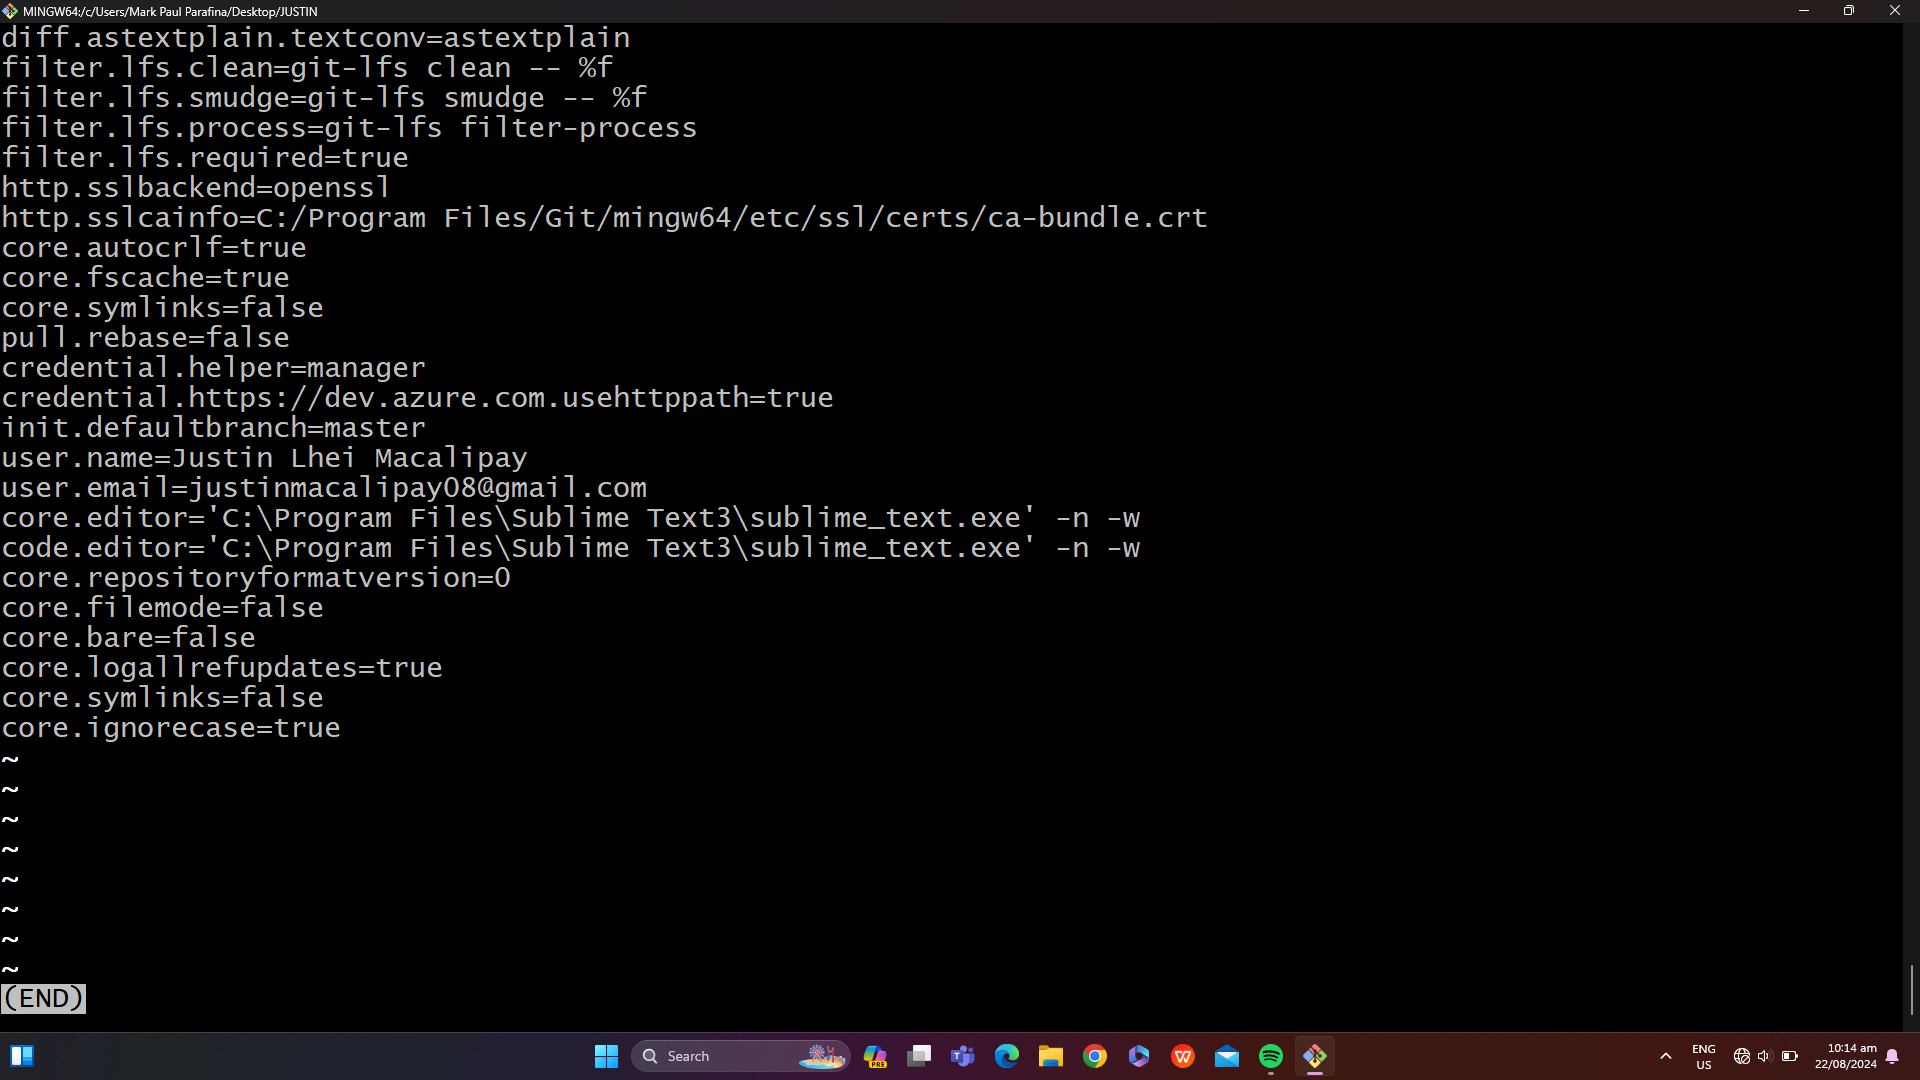 MINGW64:/c/Users/Mark Paul Parafina/Desktop/JUSTIN
diff.astextplain.textconv=astextplain
filter.lfs.clean=git-lfs clean -- %f
filter.lfs.smudge=git-lfs smudge -- %f
filter.lfs.process=git-lfs filter-process
filter.lfs.required=true
http.sslbackend=openssl
http.sslcainfo=C:/Program Files/Git/mingw64/etc/ssl/certs/ca-bundle.crt
core.autocrlf=true
core.fscache=true
core.symlinks=false
pull.rebase=false
credential.helper=manager
credential.https://dev.azure.com.usehttppath=true
init.defaultbranch=master
user.name=Justin Lhei Macalipay
user.email=justinmacalipay08@gmail.com
core.editor='C:\Program Files\Sublime Text3\sublime_text.exe' -n -w
code.editor='C:\Program Files\Sublime Text3\sublime_text.exe' -n -w
core.repositoryformatversion=0
core.filemode=false
core.bare=false
core.logallrefupdates=true
core.symlinks=false
core.ignorecase=true
~
~
~
~
~
~
~
~
(END)
Search
PRE
ENG
US
10:14 am
22/08/2024